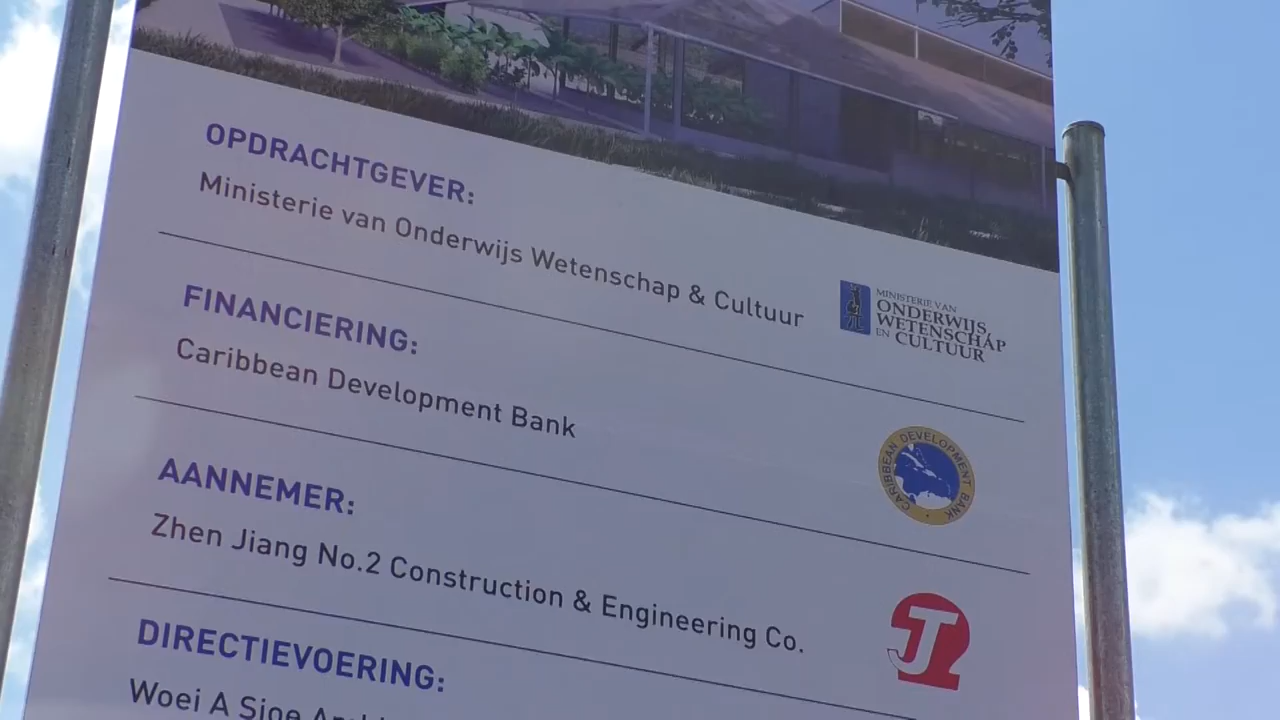 OPDRACHTGEVER:
Ministerie van Onderwijs Wetenschap & Cultuur
MINISTERIE VAN
ONDERWIJS,
WETENSCHAP
EN CULTUUR
FINANCIERING:
Caribbean Development Bank
CARIBBEAN DEVELOPMENT BANK
AANNEMER:
Zhen Jiang No.2 Construction & Engineering Co.
J2
DIRECTIEVOERING:
Woei A Sioe